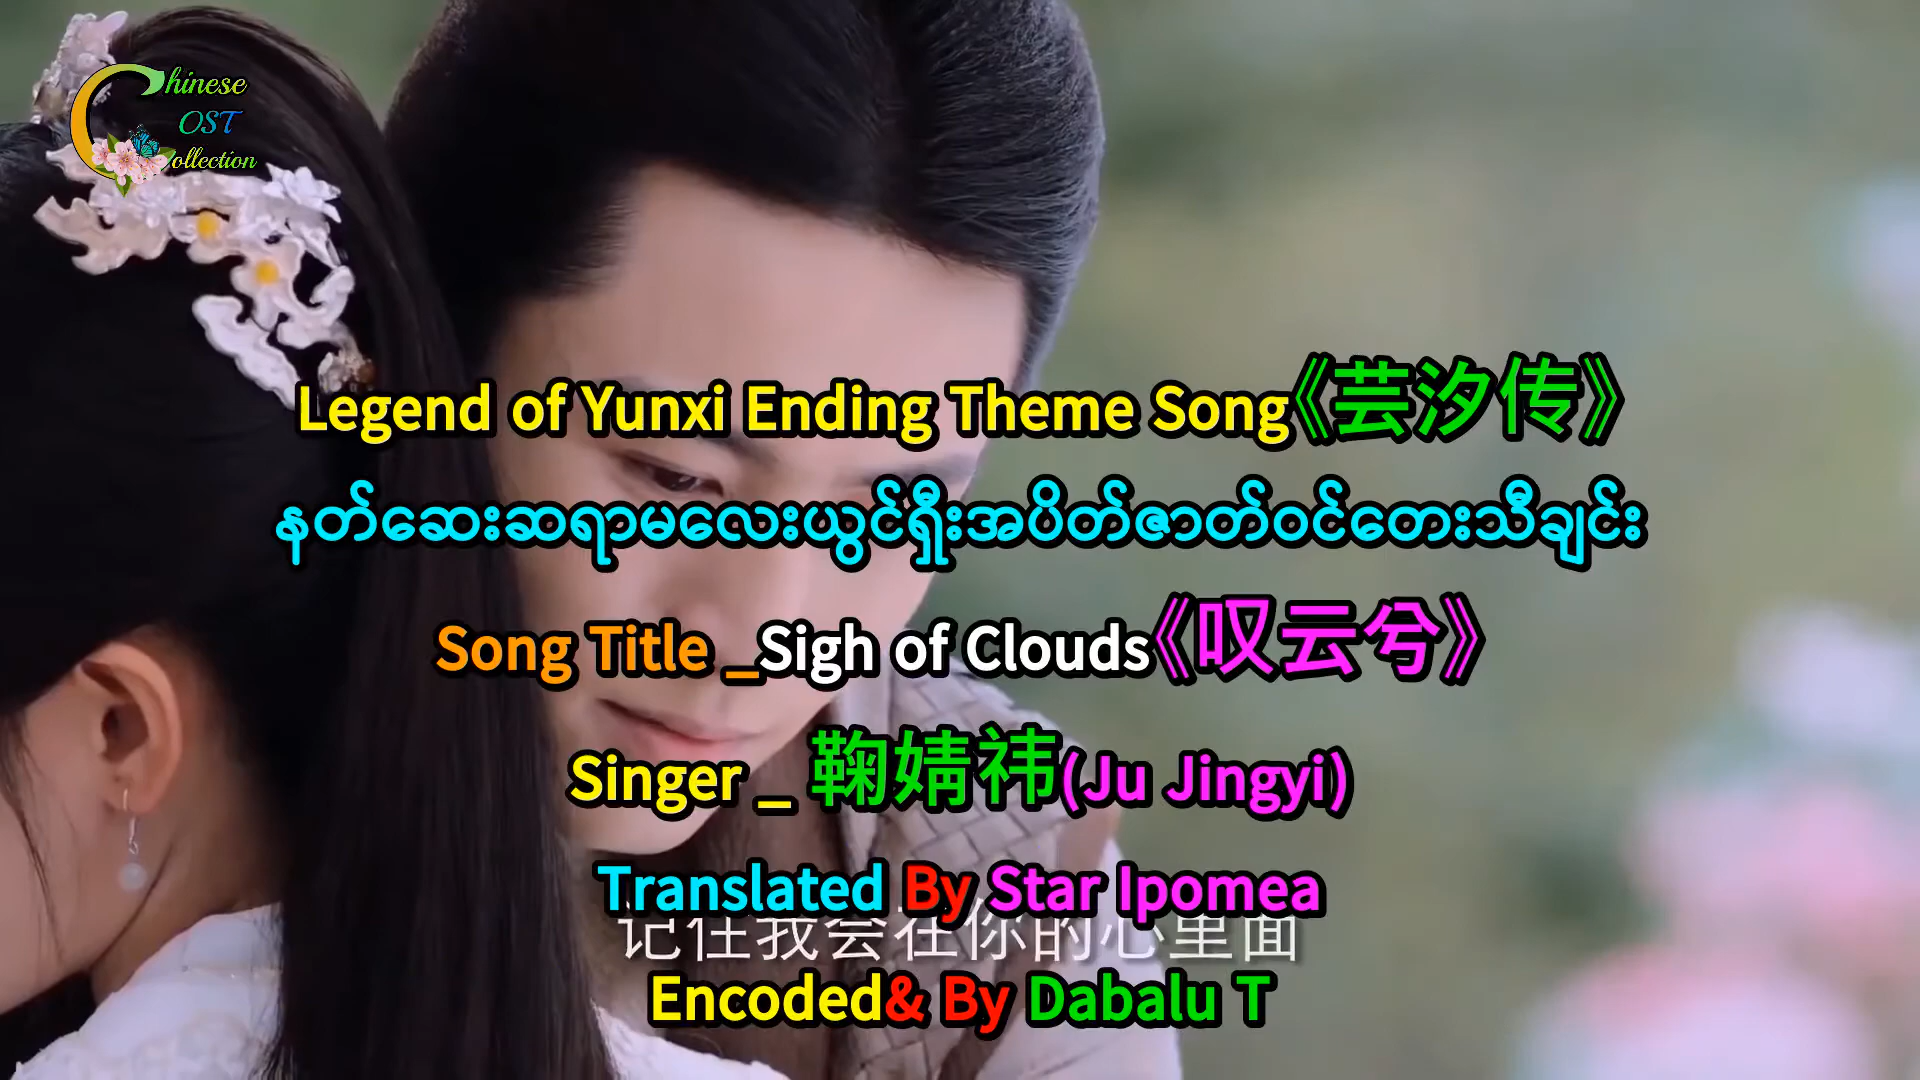 Chinese
OST
Collection
Legend of Yunxi Ending Theme Song《芸汐传》
နတ်ဆေးဆရာမလေးယွင်ရှီးအပိတ်ဇာတ်ဝင်တေးသီချင်း
Song Title _Sigh of Clouds《叹云兮》
Singer _ 鞠婧祎(Ju Jingyi)
Translated By Star Ipomea
记住我会在你的心里面
Encoded& By Dabalu T